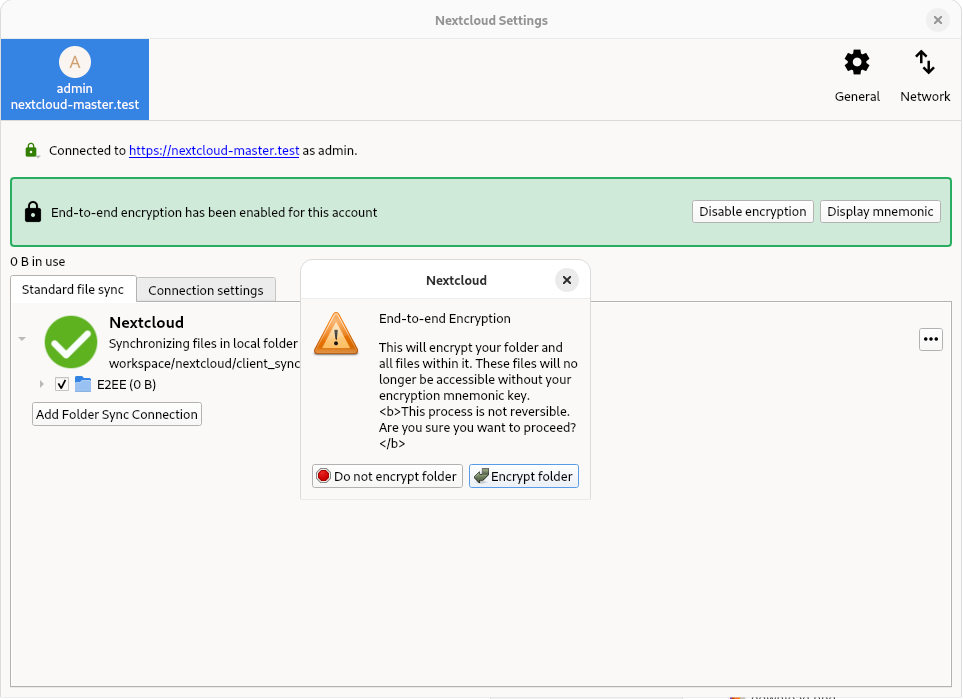 Nextcloud Settings
A
admin
nextcloud-master.test
General
Network
Connected to https://nextcloud-master.test as admin.
End-to-end encryption has been enabled for this account
Disable encryption
Display mnemonic
0 B in use
Standard file sync
Connection settings
Nextcloud
Synchronizing files in local folder
workspace/nextcloud/client_sync
E2EE (0 B)
Add Folder Sync Connection
Nextcloud
End-to-end Encryption
This will encrypt your folder and
all files within it. These files will no
longer be accessible without your
encryption mnemonic key.
<b>This process is not reversible.
Are you sure you want to proceed?
</b>
Do not encrypt folder
Encrypt folder